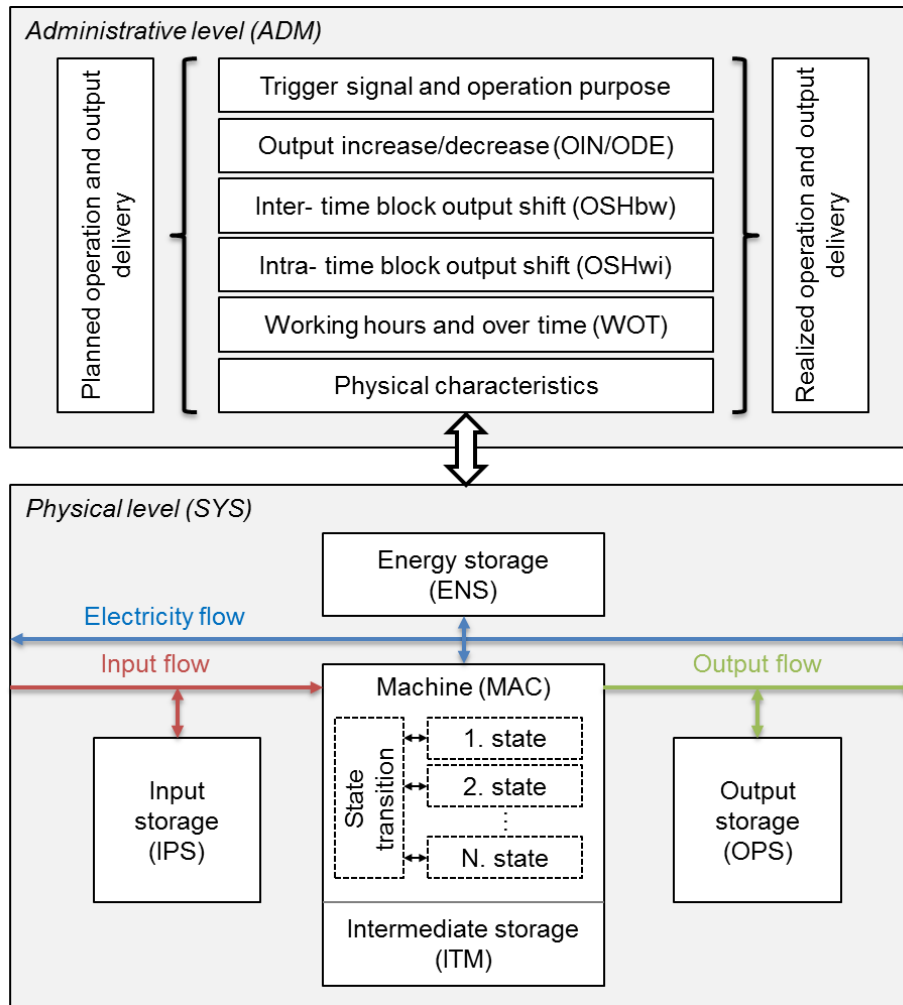 Administrative level (ADM)
Planned operation and output
delivery
Trigger signal and operation purpose
Output increase/decrease (OIN/ODE)
Inter- time block output shift (OSHbw)
Intra- time block output shift (OSHwi)
Working hours and over time (WOT)
Physical characteristics
Realized operation and output
delivery
Physical level (SYS)
Energy storage
(ENS)
Electricity flow
Input flow
Output flow
Machine (MAC)
State
transition
1. state
2. state
⋮
N. state
Input
storage
(IPS)
Output
storage
(OPS)
Intermediate storage
(ITM)